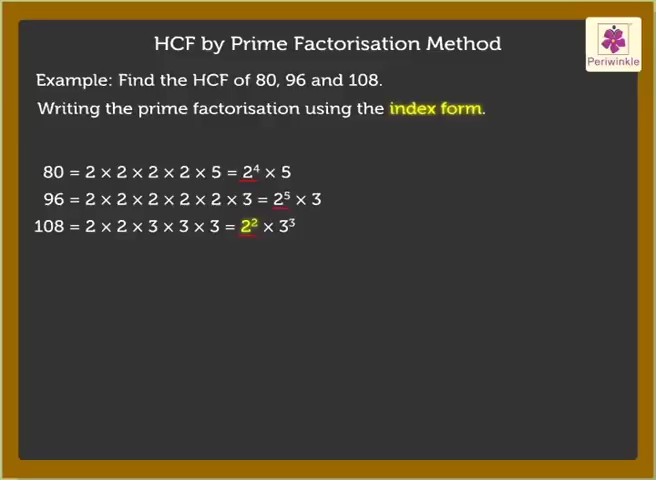 HCF by Prime Factorisation Method
Periwinkle
Example: Find the HCF of 80, 96 and 108.
Writing the prime factorisation using the index form.
80 = 2 × 2 × 2 × 2 × 5 = 2⁴ × 5
96 = 2 × 2 × 2 × 2 × 2 × 3 = 2⁵ × 3
108 = 2 × 2 × 3 × 3 × 3 = 2² × 3³